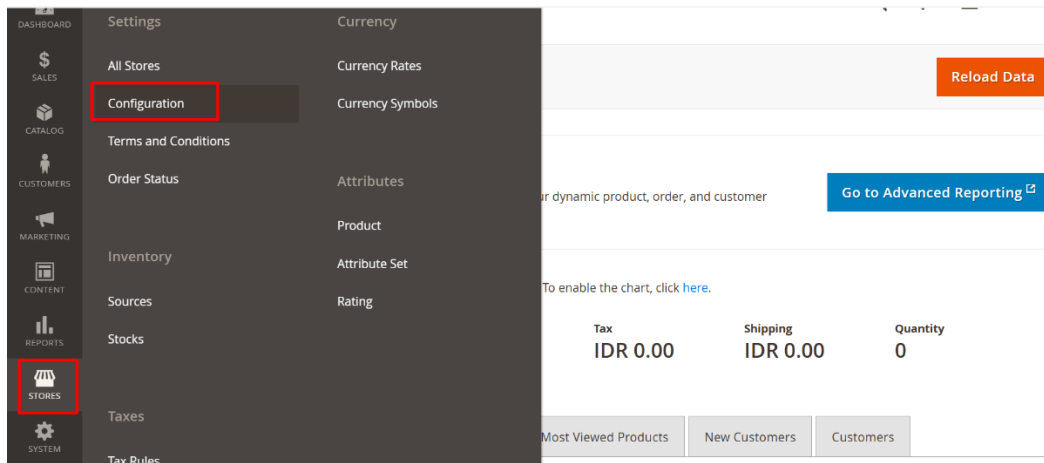 DASHBOARD
SALES
CATALOG
CUSTOMERS
MARKETING
CONTENT
REPORTS
STORES
SYSTEM
Settings
All Stores
Configuration
Terms and Conditions
Order Status
Inventory
Sources
Stocks
Taxes
Tax Rules
Currency
Currency Rates
Currency Symbols
Attributes
Product
Attribute Set
Rating
Reload Data
ur dynamic product, order, and customer
Go to Advanced Reporting
To enable the chart, click here.
Tax
IDR 0.00
Shipping
IDR 0.00
Quantity
0
Most Viewed Products
New Customers
Customers